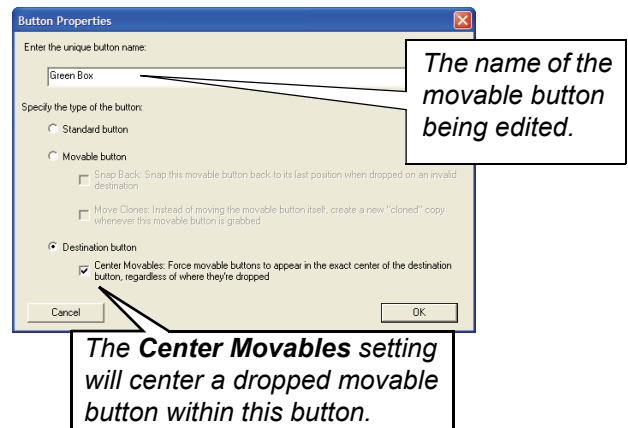 Button Properties
Enter the unique button name:
Green Box
The name of the
movable button
being edited.
Specify the type of the button:
Standard button
Movable button
Snap Back: Snap this movable button back to its last position when dropped on an invalid
destination
Move Clones: Instead of moving the movable button itself, create a new "cloned" copy
whenever this movable button is grabbed
Destination button
Center Movables: Force movable buttons to appear in the exact center of the destination
button, regardless of where they're dropped
Cancel
OK
The Center Movables setting
will center a dropped movable
button within this button.